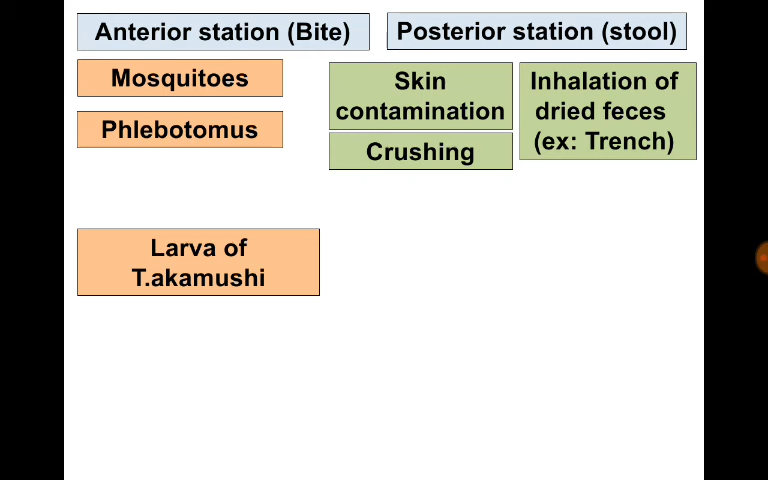 Anterior station (Bite)
Posterior station (stool)
Mosquitoes
Phlebotomus
Skin
contamination
Crushing
Inhalation of
dried feces
(ex: Trench)
Larva of
T.akamushi